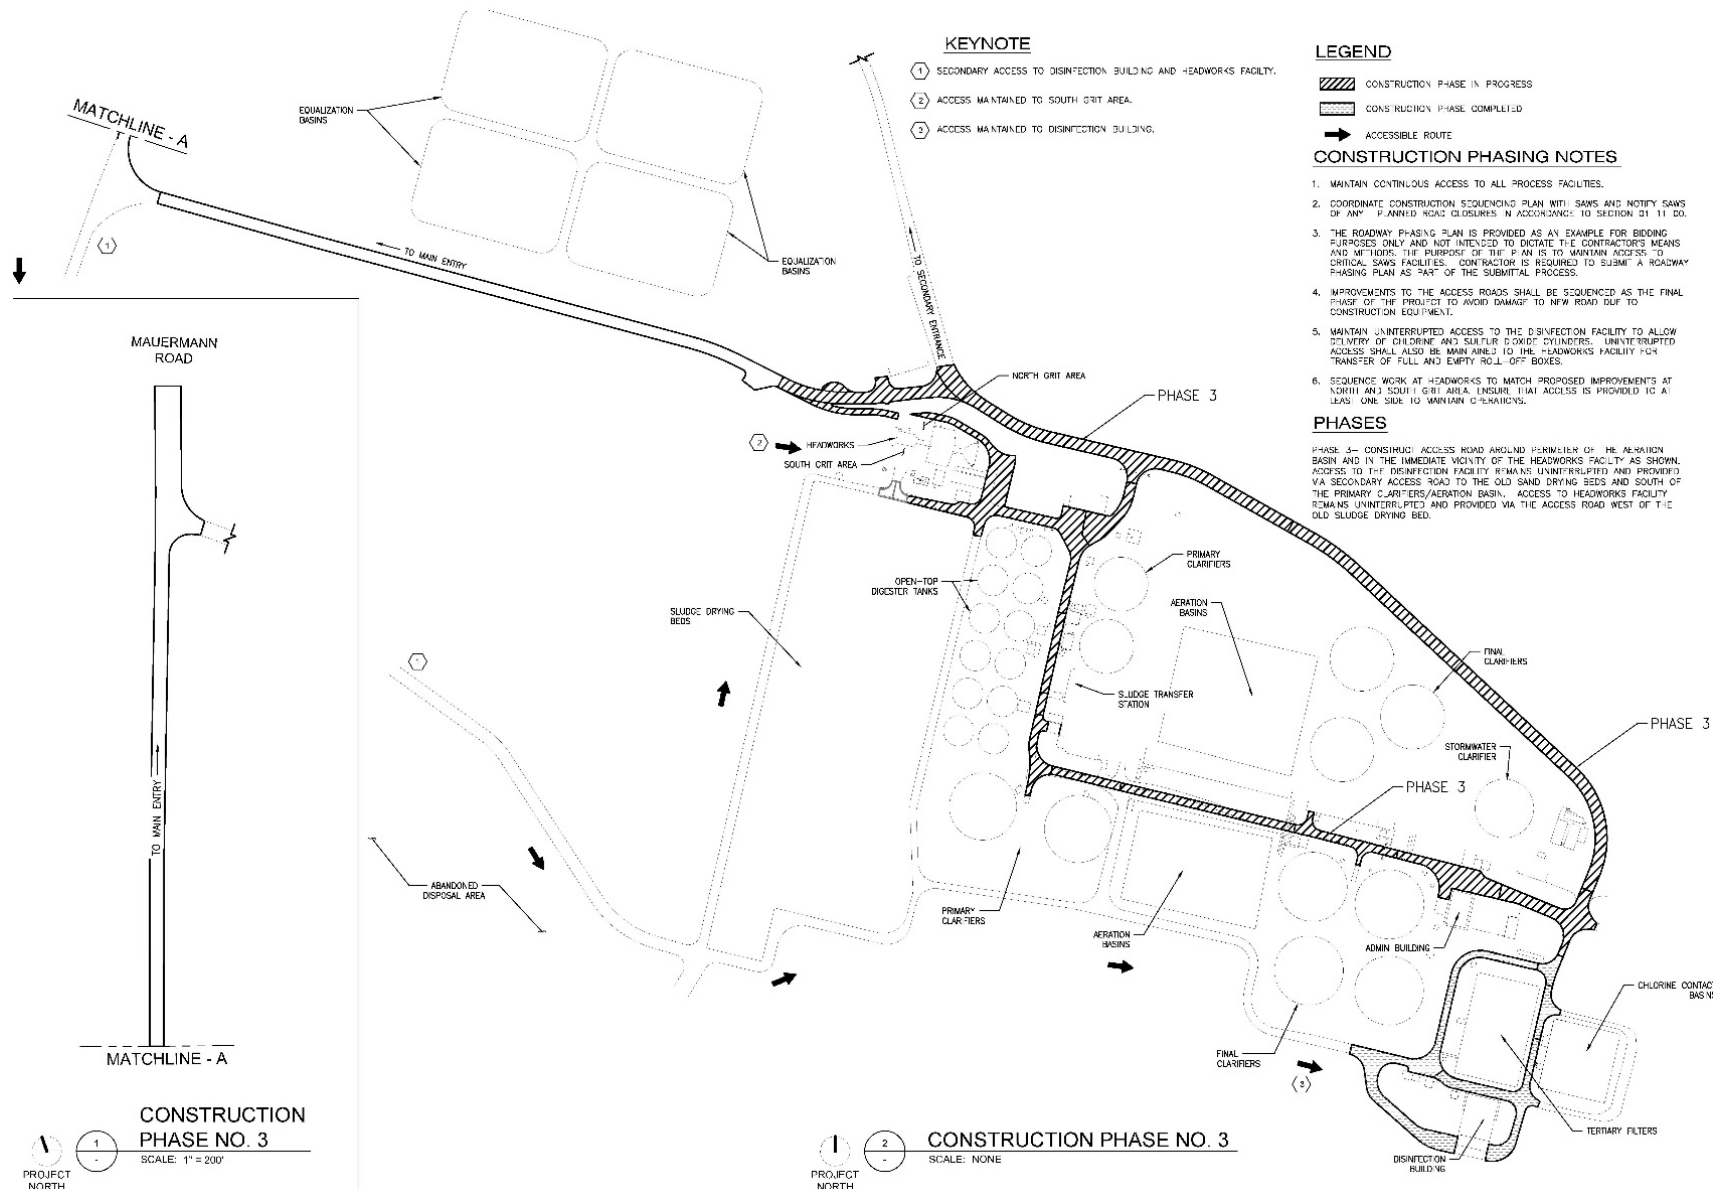 KEYNOTE
1 SECONDARY ACCESS TO DISINFECTION BUILDING AND HEADWORKS FACILTY.
2 ACCESS MAINTAINED TO SOUTH GRIT AREA.
3 ACCESS MAINTAINED TO DISINFECTION BUILDING.
LEGEND
CONSTRUCTION PHASE IN PROGRESS
CONSTRUCTION PHASE COMPLETED
ACCESSIBLE ROUTE
CONSTRUCTION PHASING NOTES
1. MAINTAIN CONTINUOUS ACCESS TO ALL PROCESS FACILITIES.
2. COORDINATE CONSTRUCTION SEQUENCING PLAN WITH SAWS AND NOTIFY SAWS
OF ANY PLANNED ROAD CLOSURES IN ACCORDANCE TO SECTION 01 11 00.
3. THE ROADWAY PHASING PLAN IS PROVIDED AS AN EXAMPLE FOR BIDDING
PURPOSES ONLY AND NOT INTENDED TO DICTATE THE CONTRACTOR'S MEANS
AND METHODS. THE PURPOSE OF THE PLAN IS TO MAINTAIN ACCESS TO
CRITICAL SAWS FACILITIES. CONTRACTOR IS REQUIRED TO SUBMIT A ROADWAY
PHASING PLAN AS PART OF THE SUBMITTAL PROCESS.
4. IMPROVEMENTS TO THE ACCESS ROADS SHALL BE SEQUENCED AS THE FINAL
PHASE OF THE PROJECT TO AVOID DAMAGE TO NEW ROAD DUE TO
CONSTRUCTION EQUIPMENT.
5. MAINTAIN UNINTERRUPTED ACCESS TO THE DISINFECTION FACILITY TO ALLOW
DELIVERY OF CHLORINE AND SULFUR DIOXIDE CYLINDERS. UNINTERRUPTED
ACCESS SHALL ALSO BE MAINTAINED TO THE HEADWORKS FACILITY FOR
TRANSFER OF FULL AND EMPTY ROLL-OFF BOXES.
6. SEQUENCE WORK AT HEADWORKS TO MATCH PROPOSED IMPROVEMENTS AT
NORTH AND SOUTH GRIT AREA. ENSURE THAT ACCESS IS PROVIDED TO AT
LEAST ONE SIDE TO MAINTAIN OPERATIONS.
PHASES
PHASE 3- CONSTRUCT ACCESS ROAD AROUND PERIMETER OF THE AERATION
BASIN AND IN THE IMMEDIATE VICINITY OF THE HEADWORKS FACILITY AS SHOWN.
ACCESS TO THE DISINFECTION FACILITY REMAINS UNINTERRUPTED AND PROVIDED
VIA SECONDARY ACCESS ROAD TO THE OLD SAND DRYING BEDS AND SOUTH OF
THE PRIMARY CLARIFIERS/AERATION BASIN. ACCESS TO HEADWORKS FACILITY
REMAINS UNINTERRUPTED AND PROVIDED VIA THE ACCESS ROAD WEST OF THE
OLD SLUDGE DRYING BED.
MATCHLINE - A
1
EQUALIZATION
BASINS
EQUALIZATION
BASINS
TO MAIN ENTRY
TO SECONDARY ENTRANCE
NORTH GRIT AREA
PHASE 3
2
HEADWORKS
SOUTH GRIT AREA
MAUERMANN
ROAD
TO MAIN ENTRY
MATCHLINE - A
PRIMARY
CLARIFIERS
OPEN-TOP
DIGESTER TANKS
AERATION
BASINS
SLUDGE DRYING
BEDS
1
FINAL
CLARIFIERS
SLUDGE TRANSFER
STATION
PHASE 3
STORMWATER
CLARIFIER
PHASE 3
ABANDONED
DISPOSAL AREA
PRIMARY
CLARIFIERS
AERATION
BASINS
ADMIN BUILDING
CHLORINE CONTAC
BASINS
FINAL
CLARIFIERS
3
TERTIARY FILTERS
DISINFECTION
BUILDING
PROJECT
NORTH
1
-
CONSTRUCTION
PHASE NO. 3
SCALE: 1" = 200'
PROJECT
NORTH
2
-
CONSTRUCTION PHASE NO. 3
SCALE: NONE